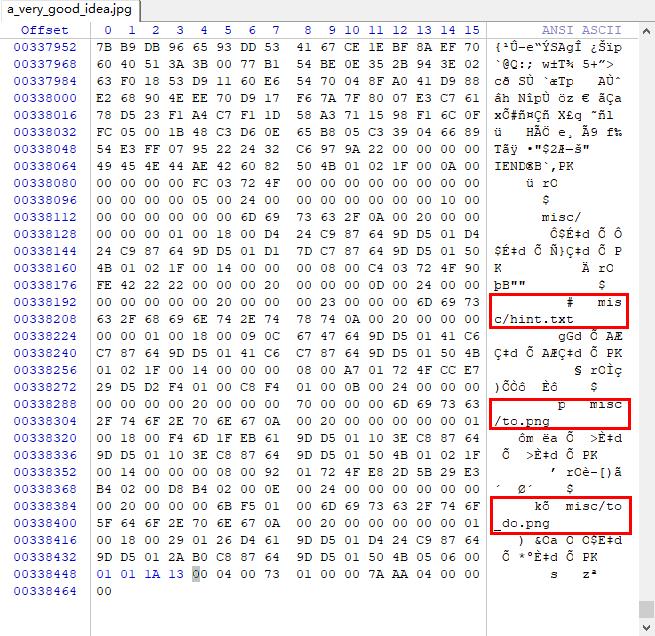 a_very_good_idea.jpg
Offset 0 1 2 3 4 5 6 7 8 9 10 11 12 13 14 15 ANSI ASCII
00337952 7B B9 DB 96 65 93 DD 53 41 67 CE 1E BF 8A EF 70 {¹Û–e“ÝSAgÎ ¿Šïp
00337968 60 40 51 3A 3B 00 77 B1 54 BE 0E 35 2B 94 3E 02 `@Q:; w±T¾ 5+”>
00337984 63 F0 18 53 D9 11 60 E6 54 70 04 8F A0 41 D9 88 cð SÙ `æTp AÙˆ
00338000 E2 68 90 4E EE 70 D9 17 F6 7A 7F 80 07 E3 C7 61 âh NîpÙ öz € ãÇa
00338016 78 D5 23 F1 A4 C7 F1 1D 58 A3 71 15 98 F1 6C 0F xÕ#ñ¤Çñ X£q ˜ñl
00338032 FC 05 00 1B 48 C3 D6 0E 65 B8 05 C3 39 04 66 89 ü HÃÖ e¸ Ã9 f‰
00338048 54 E3 FF 07 95 22 24 32 C6 97 9A 22 00 00 00 00 Tãÿ •"$2Æ—š"
00338064 49 45 4E 44 AE 42 60 82 50 4B 01 02 1F 00 0A 00 IEND®B`‚PK
00338080 00 00 00 00 FC 03 72 4F 00 00 00 00 00 00 00 00 ü rO
00338096 00 00 00 00 05 00 24 00 00 00 00 00 00 00 10 00 $
00338112 00 00 00 00 00 00 6D 69 73 63 2F 0A 00 20 00 00 misc/
00338128 00 00 00 01 00 18 00 D4 24 C9 87 64 9D D5 01 D4 Ô$É‡d Õ Ô
00338144 24 C9 87 64 9D D5 01 D1 7D C7 87 64 9D D5 01 50 $É‡d Õ Ñ}Ç‡d Õ P
00338160 4B 01 02 1F 00 14 00 00 00 08 00 C4 03 72 4F 90 K Ä rO
00338176 FE 42 22 22 00 00 00 20 00 00 00 0D 00 24 00 00 þB"" $
00338192 00 00 00 00 00 20 00 00 00 23 00 00 00 6D 69 73 # mis
00338208 63 2F 68 69 6E 74 2E 74 78 74 0A 00 20 00 00 00 c/hint.txt
00338224 00 00 01 00 18 00 09 0C 67 47 64 9D D5 01 41 C6 gGd Õ AÆ
00338240 C7 87 64 9D D5 01 41 C6 C7 87 64 9D D5 01 50 4B Ç‡d Õ AÆÇ‡d Õ PK
00338256 01 02 1F 00 14 00 00 00 08 00 A7 01 72 4F CC E7 § rOÌç
00338272 29 D5 D2 F4 01 00 C8 F4 01 00 0B 00 24 00 00 00 )ÕÒô Èô $
00338288 00 00 00 00 20 00 00 00 70 00 00 00 6D 69 73 63 p misc
00338304 2F 74 6F 2E 70 6E 67 0A 00 20 00 00 00 00 00 01 /to.png
00338320 00 18 00 F4 6D 1F EB 61 9D D5 01 10 3E C8 87 64 ôm ëa Õ >È‡d
00338336 9D D5 01 10 3E C8 87 64 9D D5 01 50 4B 01 02 1F Õ >È‡d Õ PK
00338352 00 14 00 00 00 08 00 92 01 72 4F E8 2D 5B 29 E3 ’ rOè-[)ã
00338368 B4 02 00 D8 B4 02 00 0E 00 24 00 00 00 00 00 00 ´ Ø´ $
00338384 00 20 00 00 00 6B F5 01 00 6D 69 73 63 2F 74 6F kõ misc/to
00338400 5F 64 6F 2E 70 6E 67 0A 00 20 00 00 00 00 00 01 _do.png
00338416 00 18 00 29 01 26 D4 61 9D D5 01 D4 24 C9 87 64 ) &Ôa Õ Ô$É‡d
00338432 9D D5 01 2A B0 C8 87 64 9D D5 01 50 4B 05 06 00 Õ *°È‡d Õ PK
00338448 01 01 1A 13 00 04 00 73 01 00 00 7A AA 04 00 00 s zª
00338464 00